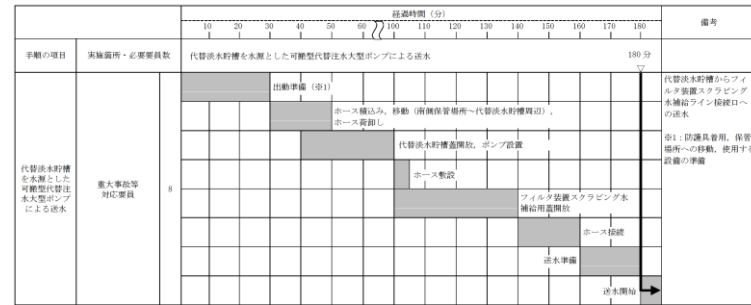 経過時間（分）
備考
10 20 30 40 50 60 90 100 110 120 130 140 150 160 170 180
手順の項目
実施箇所・必要要員数
代替淡水貯槽を水源とした可搬型代替注水大型ポンプによる送水
180 分
▽
代替淡水貯槽
を水源とした
可搬型代替注
水大型ポンプ
による送水
重大事故等
対応要員
8
出動準備（※1）
ホース積込み，移動（南側保管場所～代替淡水貯槽周辺），
ホース荷卸し
代替淡水貯槽蓋開放，ポンプ設置
ホース敷設
フィルタ装置スクラビング水
補給用蓋開放
ホース接続
送水準備
送水開始
代替淡水貯槽からフィ
ルタ装置スクラビング
水補給ライン接続口へ
の送水
※1：防護具着用，保管
場所への移動，使用する
設備の準備